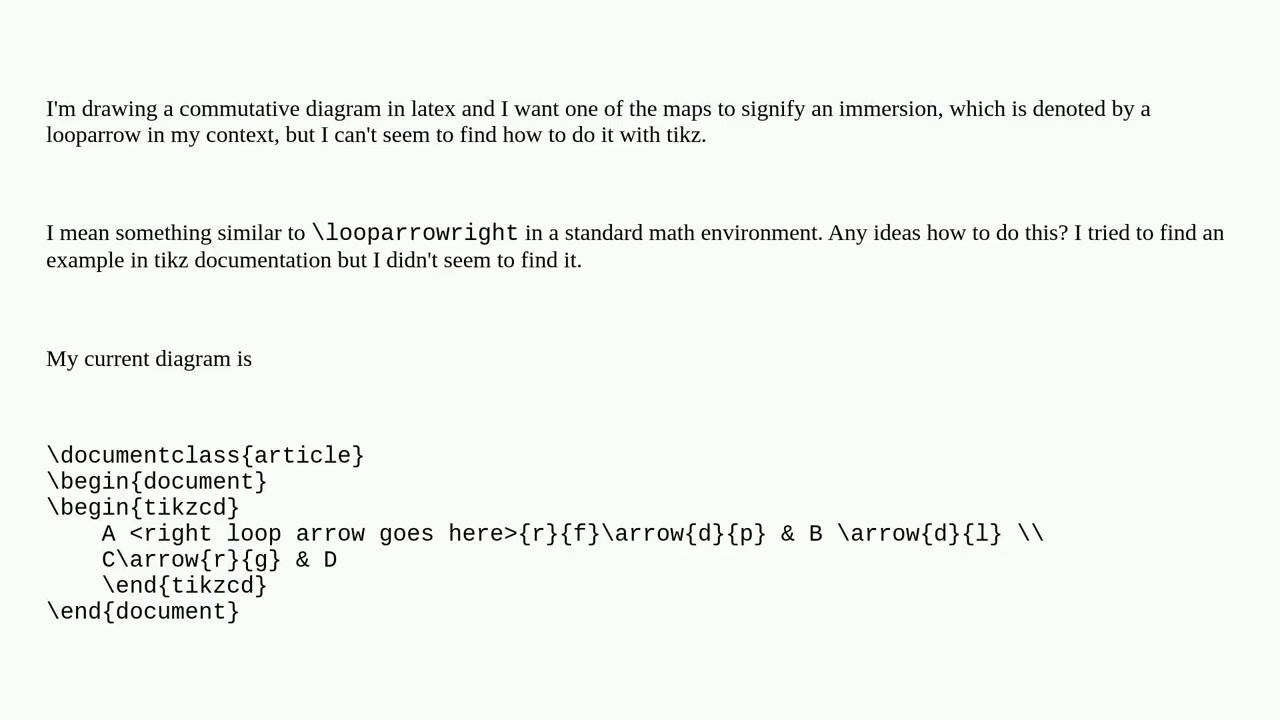 I'm drawing a commutative diagram in latex and I want one of the maps to signify an immersion, which is denoted by a
looparrow in my context, but I can't seem to find how to do it with tikz.
I mean something similar to \looparrowright in a standard math environment. Any ideas how to do this? I tried to find an
example in tikz documentation but I didn't seem to find it.
My current diagram is
\documentclass{article}
\begin{document}
\begin{tikzcd}
    A <right loop arrow goes here>{r}{f}\arrow{d}{p} & B \arrow{d}{l} \\
    C\arrow{r}{g} & D
    \end{tikzcd}
\end{document}